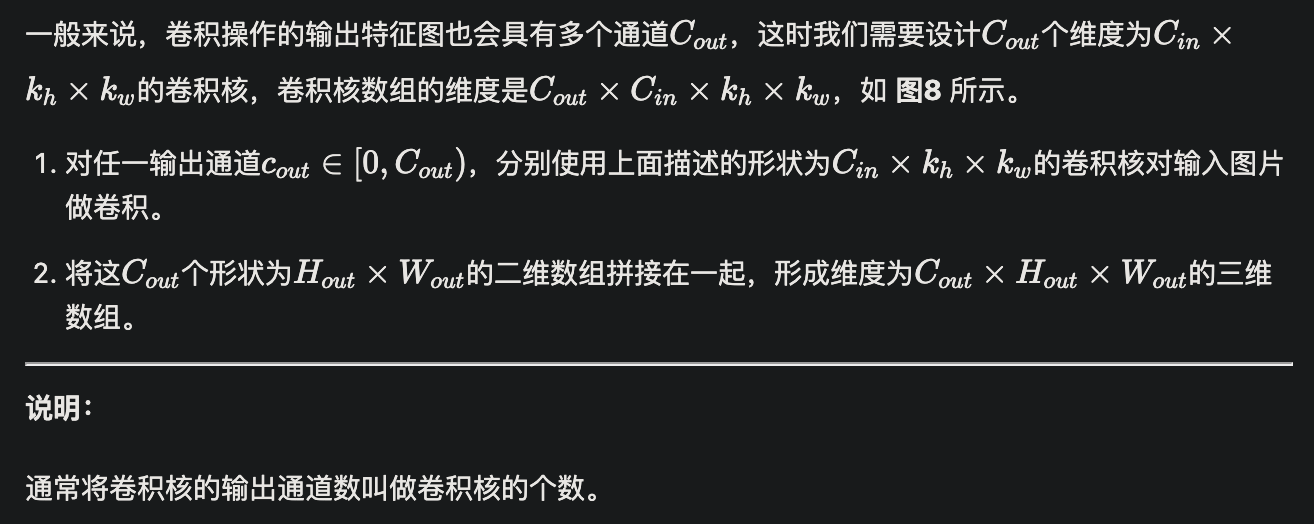 一般来说，卷积操作的输出特征图也会具有多个通道$C_{out}$，这时我们需要设计$C_{out}$个维度为$C_{in} \times$
$k_h \times k_w$的卷积核，卷积核数组的维度是$C_{out} \times C_{in} \times k_h \times k_w$，如 图8 所示。
1. 对任一输出通道$c_{out} \in [0, C_{out})$，分别使用上面描述的形状为$C_{in} \times k_h \times k_w$的卷积核对输入图片
做卷积。
2. 将这$C_{out}$个形状为$H_{out} \times W_{out}$的二维数组拼接在一起，形成维度为$C_{out} \times H_{out} \times W_{out}$的三维
数组。
说明：
通常将卷积核的输出通道数叫做卷积核的个数。